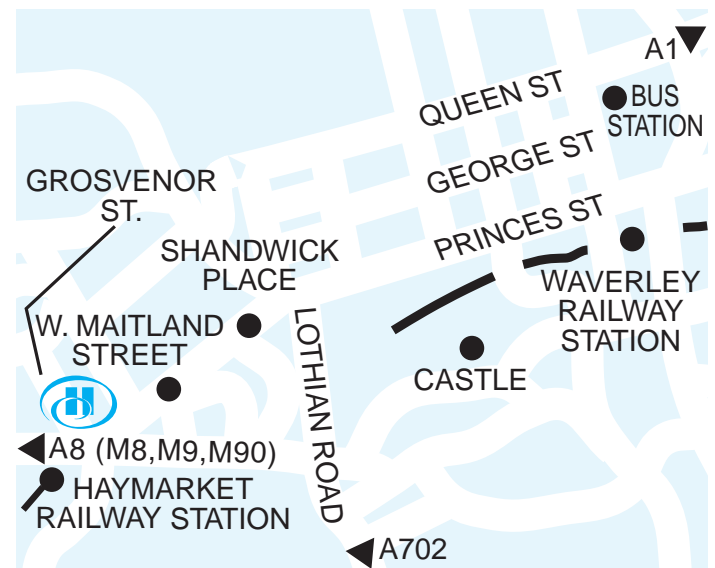 A1
QUEEN ST
BUS
STATION
GEORGE ST
GROSVENOR
ST.
PRINCES ST
SHANDWICK
PLACE
WAVERLEY
RAILWAY
STATION
W. MAITLAND
STREET
LOTHIAN ROAD
CASTLE
H
A8 (M8,M9,M90)
HAYMARKET
RAILWAY STATION
A702